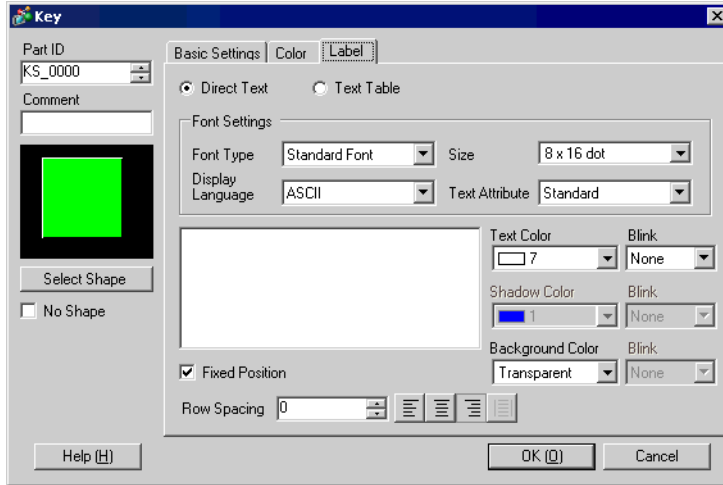 Key
Part ID
KS_0000
Comment
Select Shape
No Shape
Help (H)
Basic Settings
Color
Label
Direct Text
Text Table
Font Settings
Font Type
Standard Font
Size
8 x 16 dot
Display
Language
ASCII
Text Attribute
Standard
Text Color
Blink
7
None
Shadow Color
Blink
1
None
Background Color
Blink
Transparent
None
Fixed Position
Row Spacing
0
OK (O)
Cancel